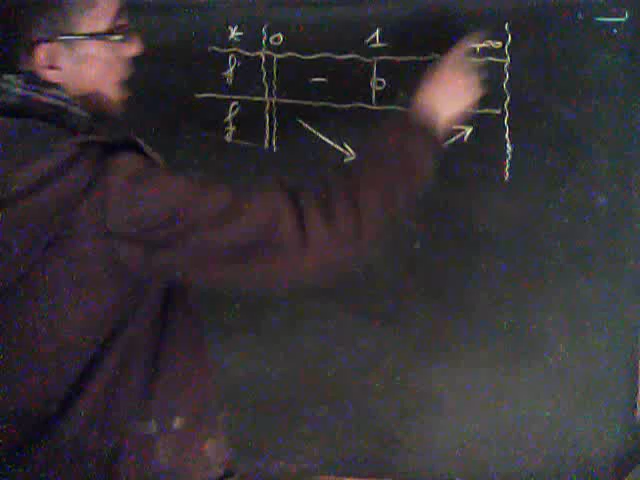 x 0 1 +∞
f' - 0
f